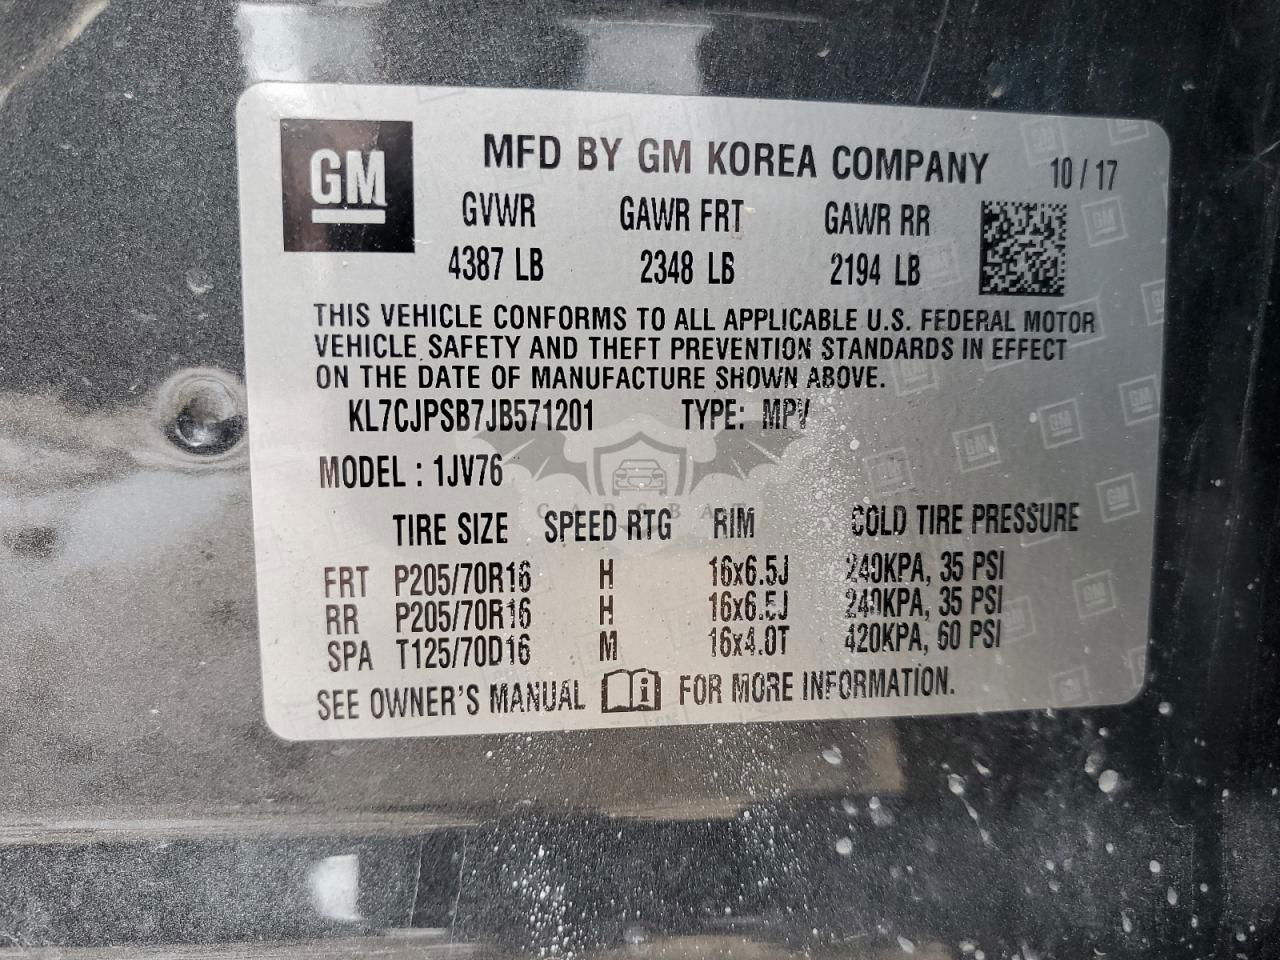 GM
MFD BY GM KOREA COMPANY 10 / 17
GVWR GAWR FRT GAWR RR
4387 LB 2348 LB 2194 LB
THIS VEHICLE CONFORMS TO ALL APPLICABLE U.S. FEDERAL MOTOR
VEHICLE SAFETY AND THEFT PREVENTION STANDARDS IN EFFECT
ON THE DATE OF MANUFACTURE SHOWN ABOVE.
KL7CJPSB7JB571201 TYPE: MPV
MODEL : 1JV76
CARSBAT
TIRE SIZE SPEED RTG RIM COLD TIRE PRESSURE
FRT P205/70R16 H 16x6.5J 240KPA, 35 PSI
RR P205/70R16 H 16x6.5J 240KPA, 35 PSI
SPA T125/70D16 M 16x4.0T 420KPA, 60 PSI
SEE OWNER'S MANUAL FOR MORE INFORMATION.